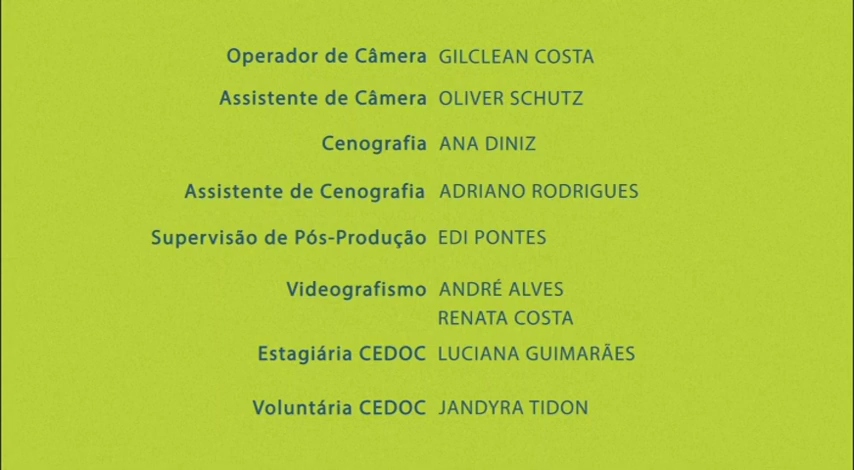 Operador de Câmera GILCLEAN COSTA
Assistente de Câmera OLIVER SCHUTZ
Cenografia ANA DINIZ
Assistente de Cenografia ADRIANO RODRIGUES
Supervisão de Pós-Produção EDI PONTES
Videografismo ANDRÉ ALVES
RENATA COSTA
Estagiária CEDOC LUCIANA GUIMARÃES
Voluntária CEDOC JANDYRA TIDON